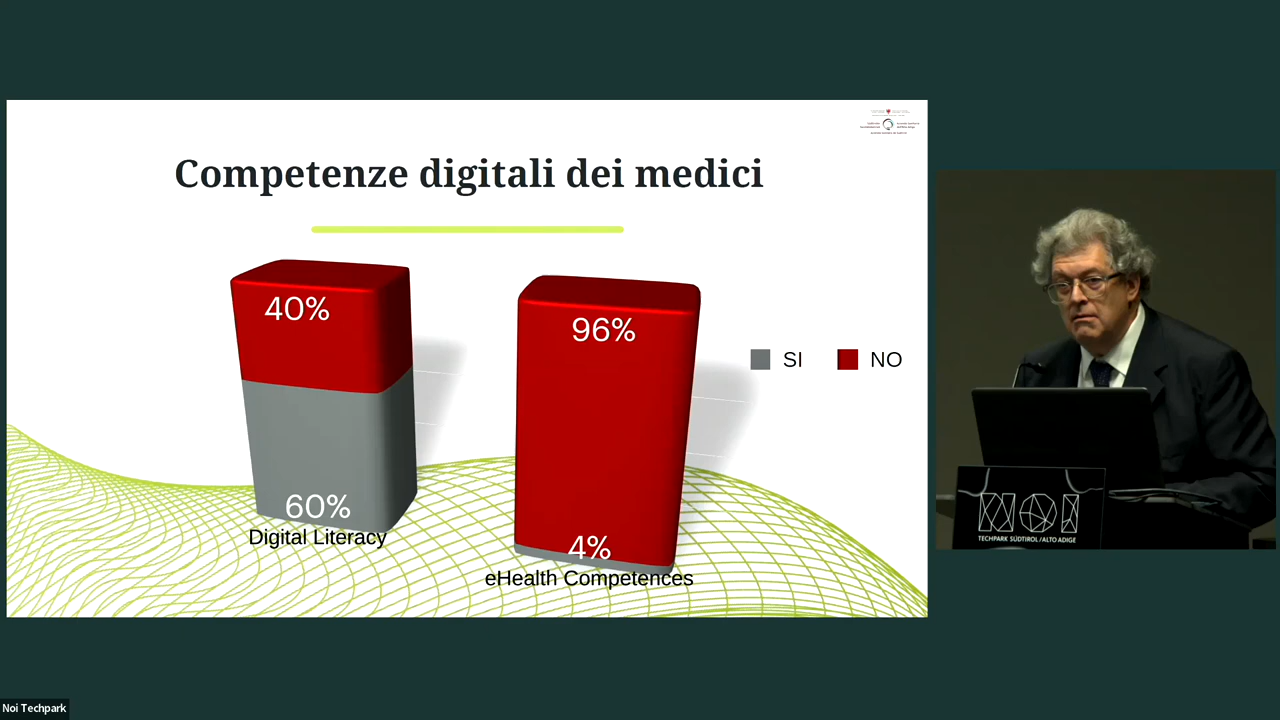 Competenze digitali dei medici
40%
60%
Digital Literacy
96%
4%
eHealth Competences
SI
NO
NOI
TECHPARK SÜDTIROL / ALTO ADIGE
Noi Techpark